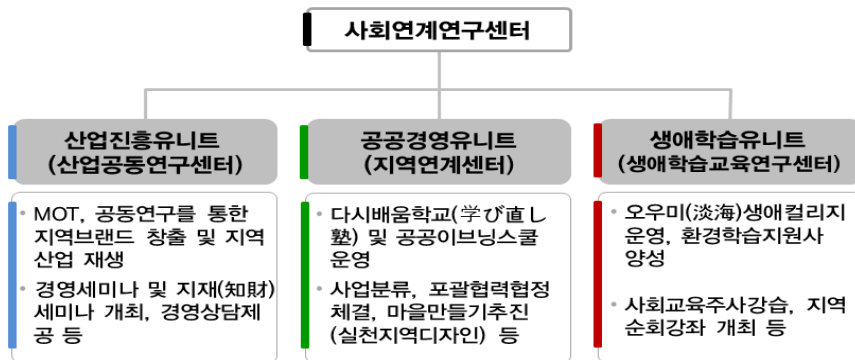 사회연계연구센터
산업진흥유니트
(산업공동연구센터)
• MOT, 공동연구를 통한
지역브랜드 창출 및 지역
산업 재생
• 경영세미나 및 지재(知財)
세미나 개최, 경영상담제
공 등
공공경영유니트
(지역연계센터)
• 다시배움학교(学び直し
塾) 및 공공이브닝스쿨
운영
• 사업분류, 포괄협력협정
체결, 마을만들기추진
(실천지역디자인) 등
생애학습유니트
(생애학습교육연구센터)
• 오우미(淡海)생애컬리지
운영, 환경학습지원사
양성
• 사회교육주사강습, 지역
순회강좌 개최 등